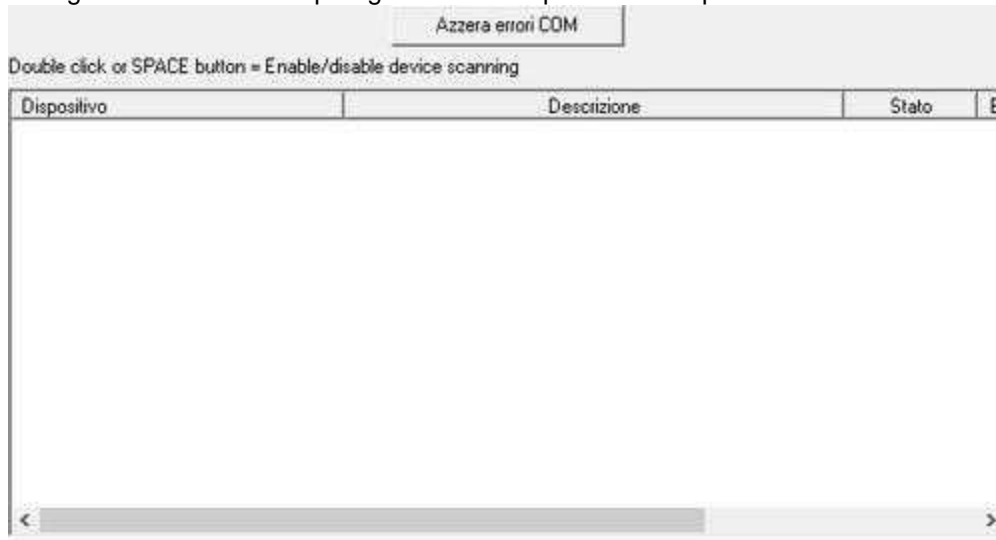 Azzera errori COM
Double click or SPACE button = Enable/disable device scanning
Dispositivo Descrizione Stato